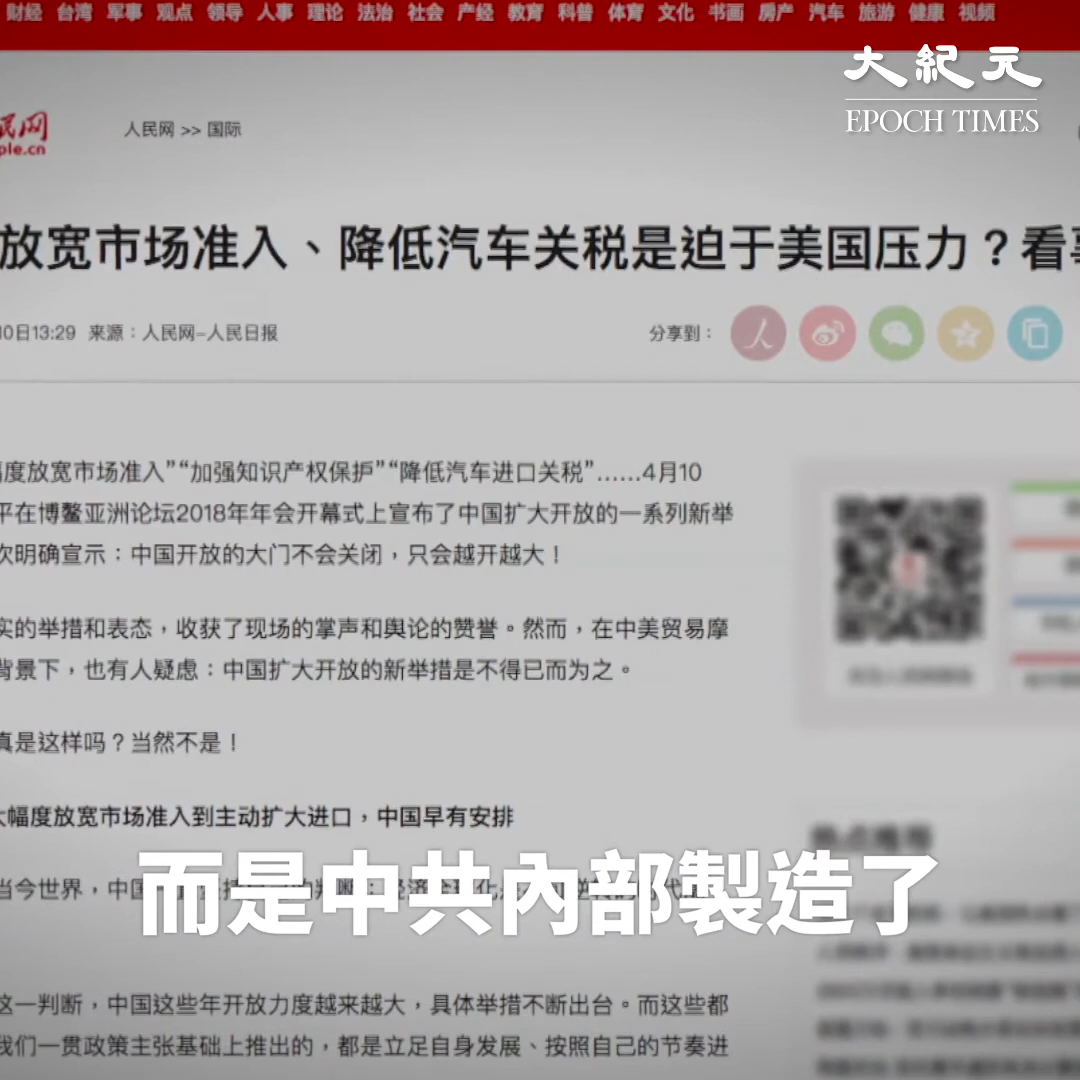 财经 台湾 军事 观点 领导 人事 理论 法治 社会 产经 教育 科普 体育 文化 书画 房产 汽车 旅游 健康 视频
大紀元
EPOCH TIMES
民网
ple.cn
人民网 >> 国际
放宽市场准入、降低汽车关税是迫于美国压力？看
0日13:29 来源：人民网-人民日报
分享到：
幅度放宽市场准入”“加强知识产权保护”“降低汽车进口关税”……4月10
平在博鳌亚洲论坛2018年年会开幕式上宣布了中国扩大开放的一系列新举
次明确宣示：中国开放的大门不会关闭，只会越开越大！
实的举措和表态，收获了现场的掌声和舆论的赞誉。然而，在中美贸易摩
背景下，也有人疑虑：中国扩大开放的新举措是不得已而为之。
真是这样吗？当然不是！
大幅度放宽市场准入到主动扩大进口，中国早有安排
当今世界，中国
而是中共內部製造了
这一判断，中国这些年开放力度越来越大，具体举措不断出台。而这些都
我们一贯政策主张基础上推出的，都是立足自身发展、按照自己的节奏进